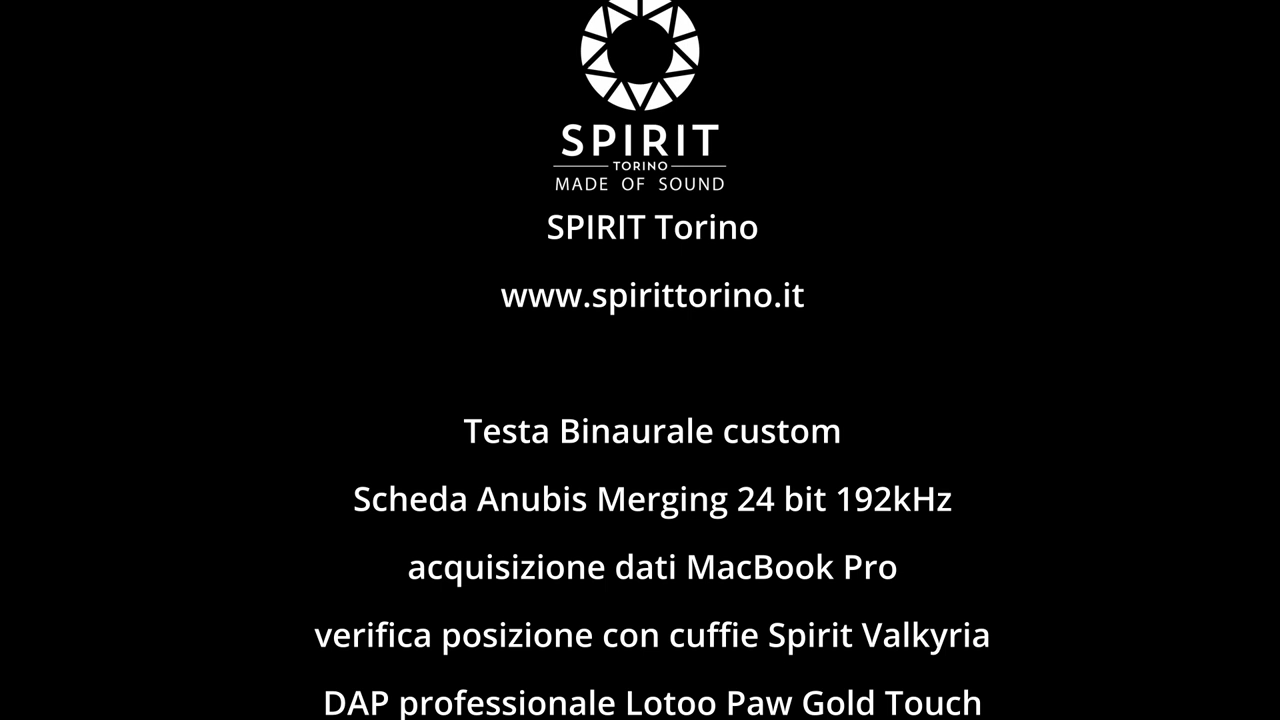 SPIRIT
TORINO
MADE OF SOUND
SPIRIT Torino
www.spirittorino.it
Testa Binaurale custom
Scheda Anubis Merging 24 bit 192kHz
acquisizione dati MacBook Pro
verifica posizione con cuffie Spirit Valkyria
DAP professionale Lotoo Paw Gold Touch